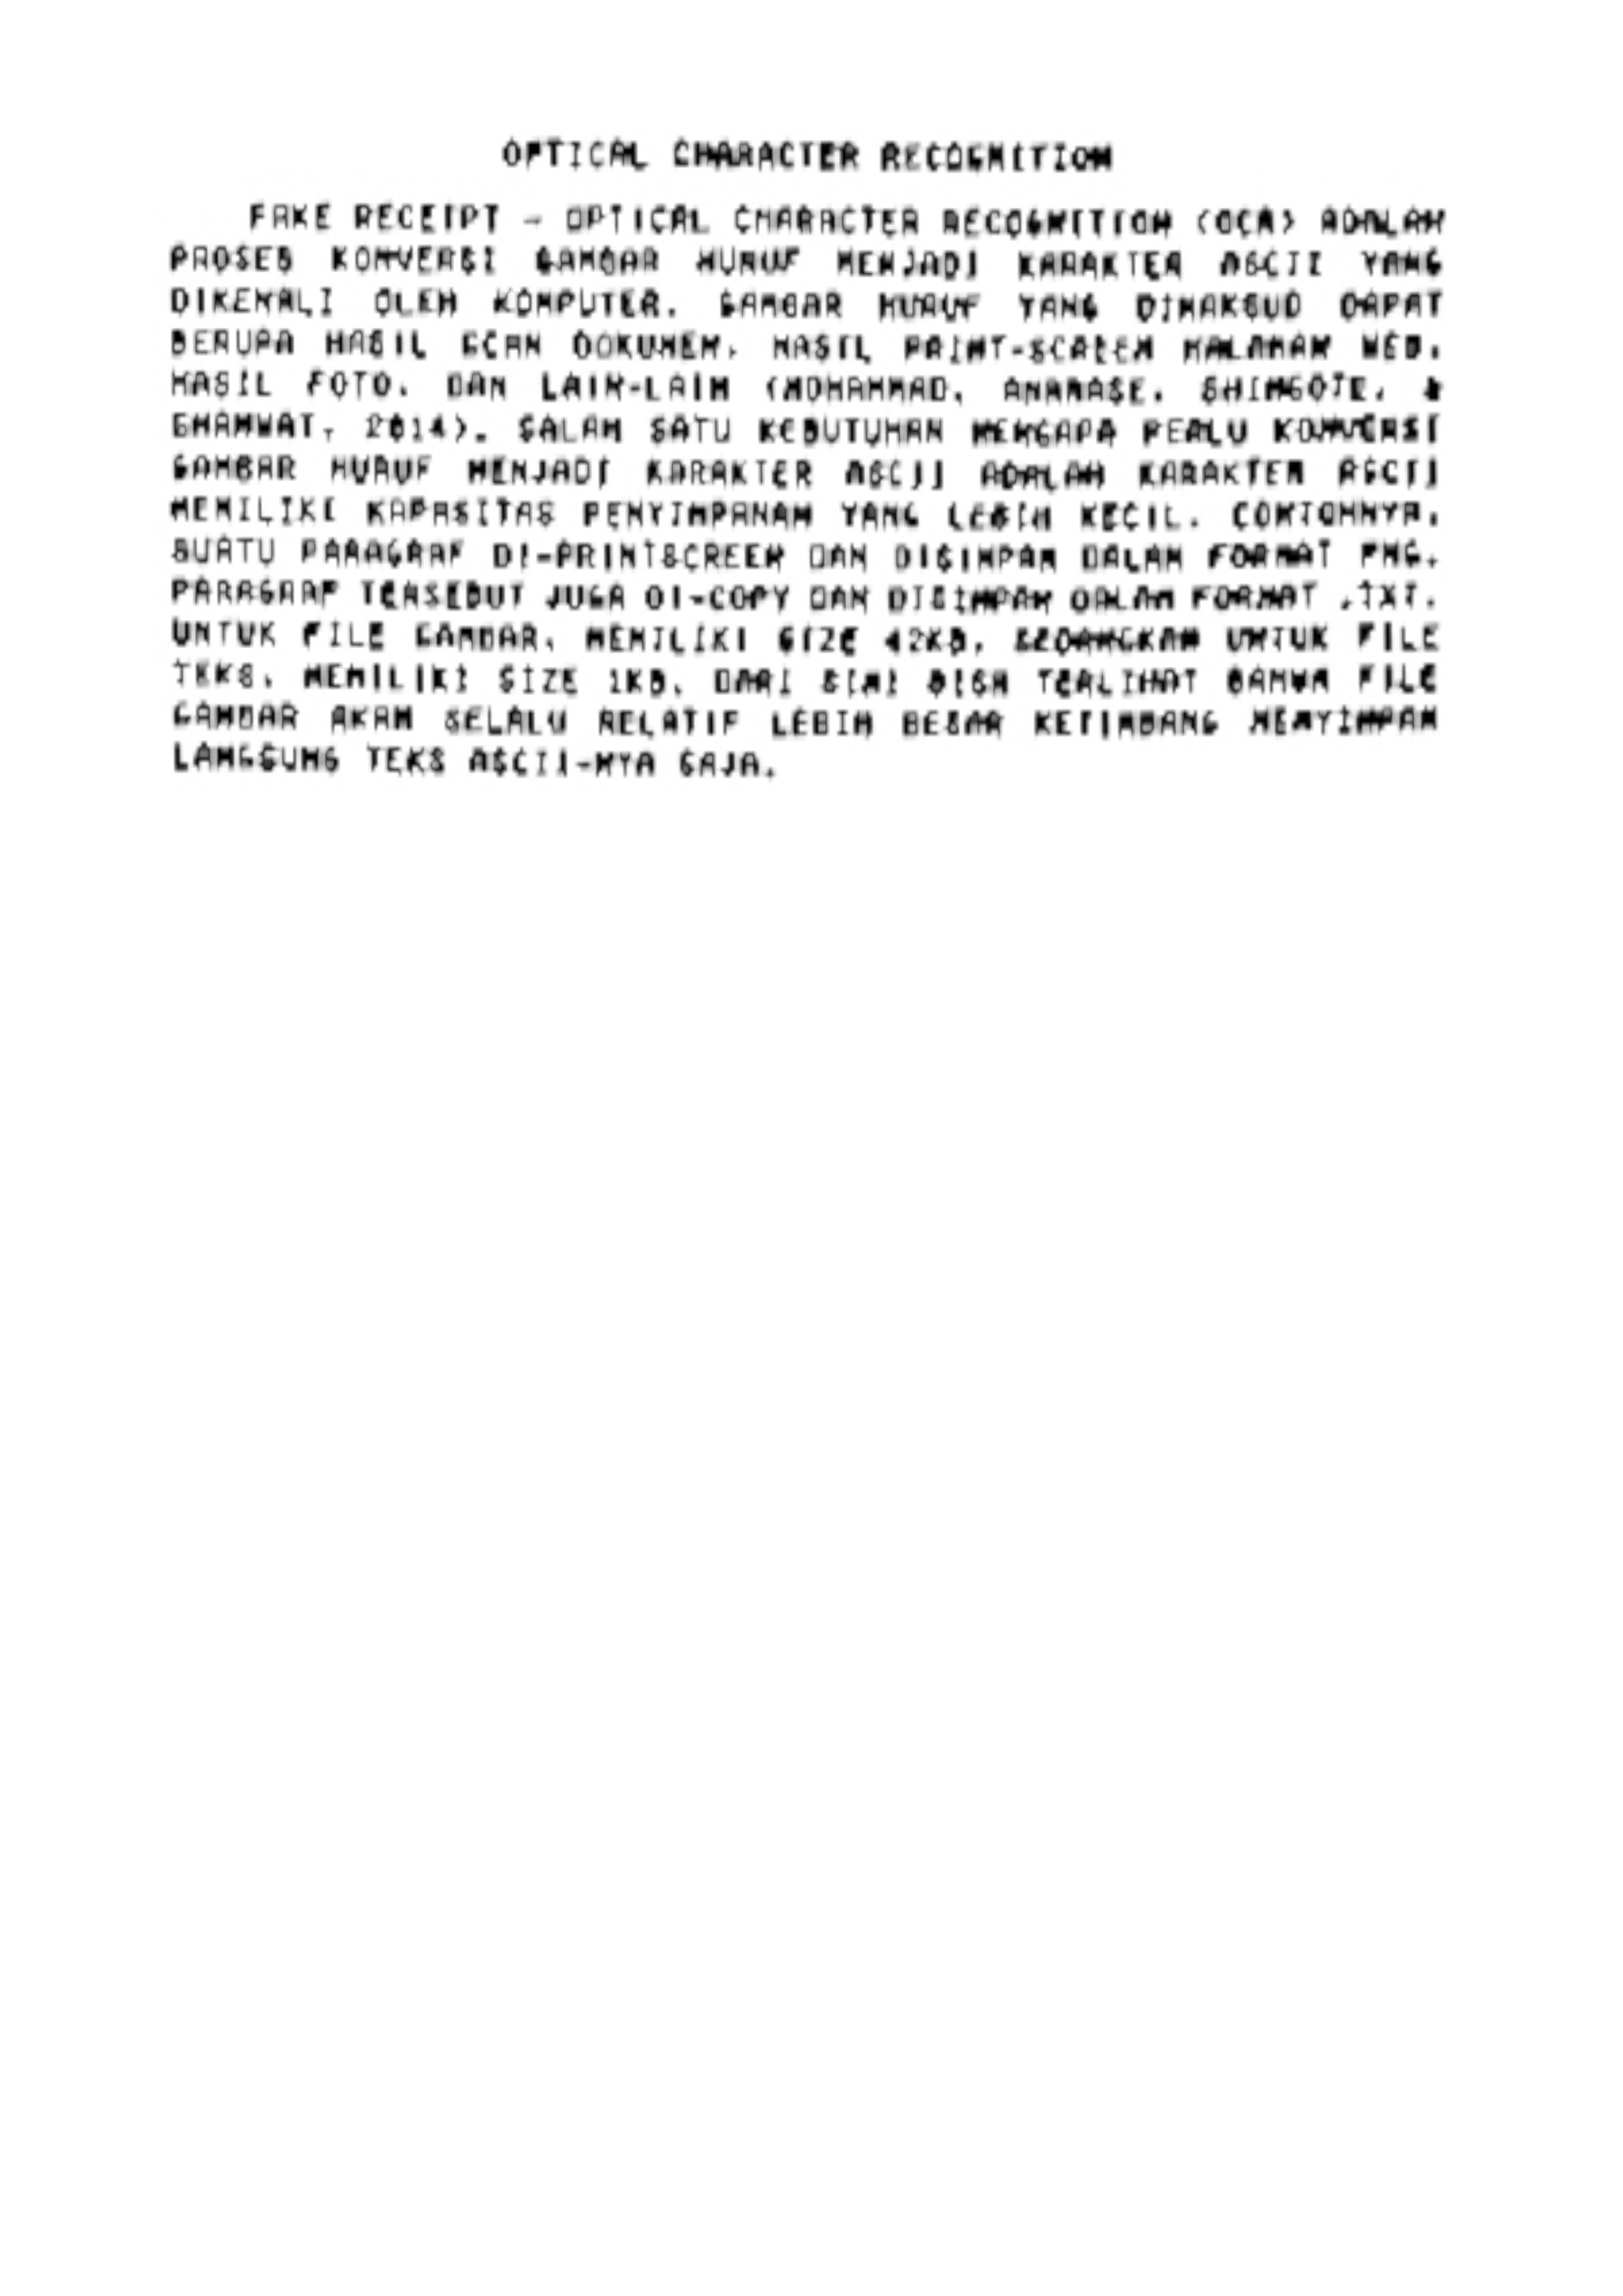 OPTICAL CHARACTER RECOGNITION
FAKE RECEIPT - OPTICAL CHARACTER RECOGNITION (OCR) ADALAH
PROSES KONVERSI GAMBAR HURUF MENJADI KARAKTER ASCII YANG
DIKENALI OLEH KOMPUTER. GAMBAR HURUF YANG DIMAKSUD DAPAT
BERUPA HASIL SCAN DOKUMEN, HASIL PRINT-SCREEN HALAMAN WEB,
HASIL FOTO, DAN LAIN-LAIN (MOHAMMAD, ANARASE, SHINGOTE, &
GHANWAT, 2014). SALAH SATU KEBUTUHAN MENGAPA PERLU KONVERSI
GAMBAR HURUF MENJADI KARAKTER ASCII ADALAH KARAKTER ASCII
MEMILIKI KAPASITAS PENYIMPANAN YANG LEBIH KECIL. CONTOHNYA,
SUATU PARAGRAF DI-PRINTSCREEN DAN DISIMPAN DALAM FORMAT PNG.
PARAGRAF TERSEBUT JUGA DI-COPY DAN DISIMPAN DALAM FORMAT .TXT.
UNTUK FILE GAMBAR, MEMILIKI SIZE 42KB, SEDANGKAN UNTUK FILE
TEKS, MEMILIKI SIZE 1KB. DARI SINI BISA TERLIHAT BAHWA FILE
GAMBAR AKAN SELALU RELATIF LEBIH BESAR KETIMBANG MENYIMPAN
LANGSUNG TEKS ASCII-NYA SAJA.